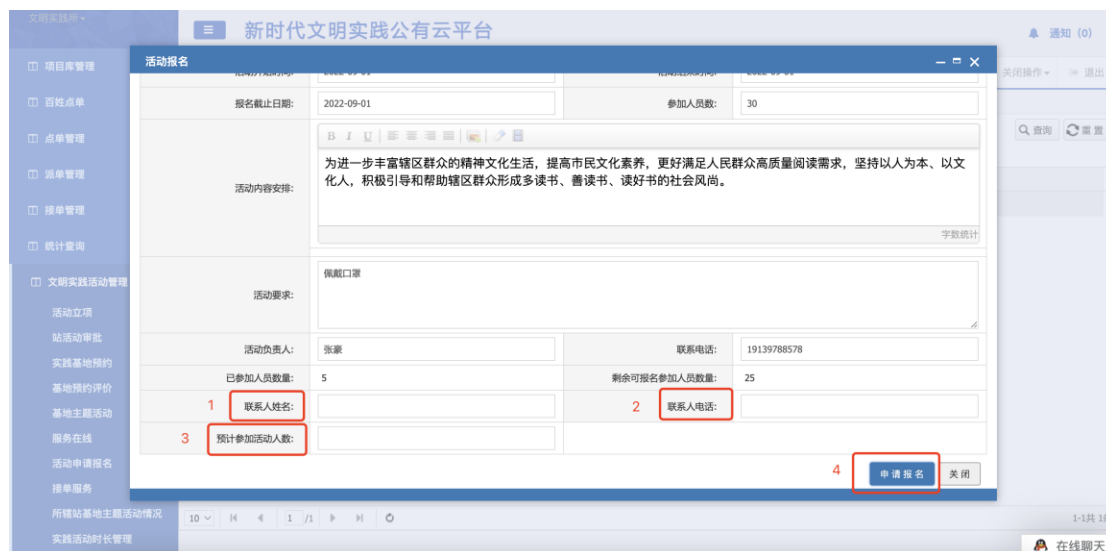 文明实践所
新时代文明实践公有云平台
通知 (0)
项目库管理
百姓点单
点单管理
派单管理
接单管理
统计查询
文明实践活动管理
活动立项
站活动审批
实践基地预约
基地预约评价
基地主题活动
服务在线
活动申请报名
接单服务
所辖站基地主题活动情况
实践活动时长管理
关闭操作 退出
查询 重置
活动报名
报名截止日期: 2022-09-01 参加人员数: 30
B I U
活动内容安排:
为进一步丰富辖区群众的精神文化生活，提高市民文化素养，更好满足人民群众高质量阅读需求，坚持以人为本、以文
化人，积极引导和帮助辖区群众形成多读书、善读书、读好书的社会风尚。
字数统计
活动要求: 佩戴口罩
活动负责人: 张豪 联系电话: 19139788578
已参加人员数量: 5 剩余可报名参加人员数量: 25
1 联系人姓名: 2 联系人电话:
3 预计参加活动人数:
4 申请报名 关闭
10 1 /1 1-1共
在线聊天